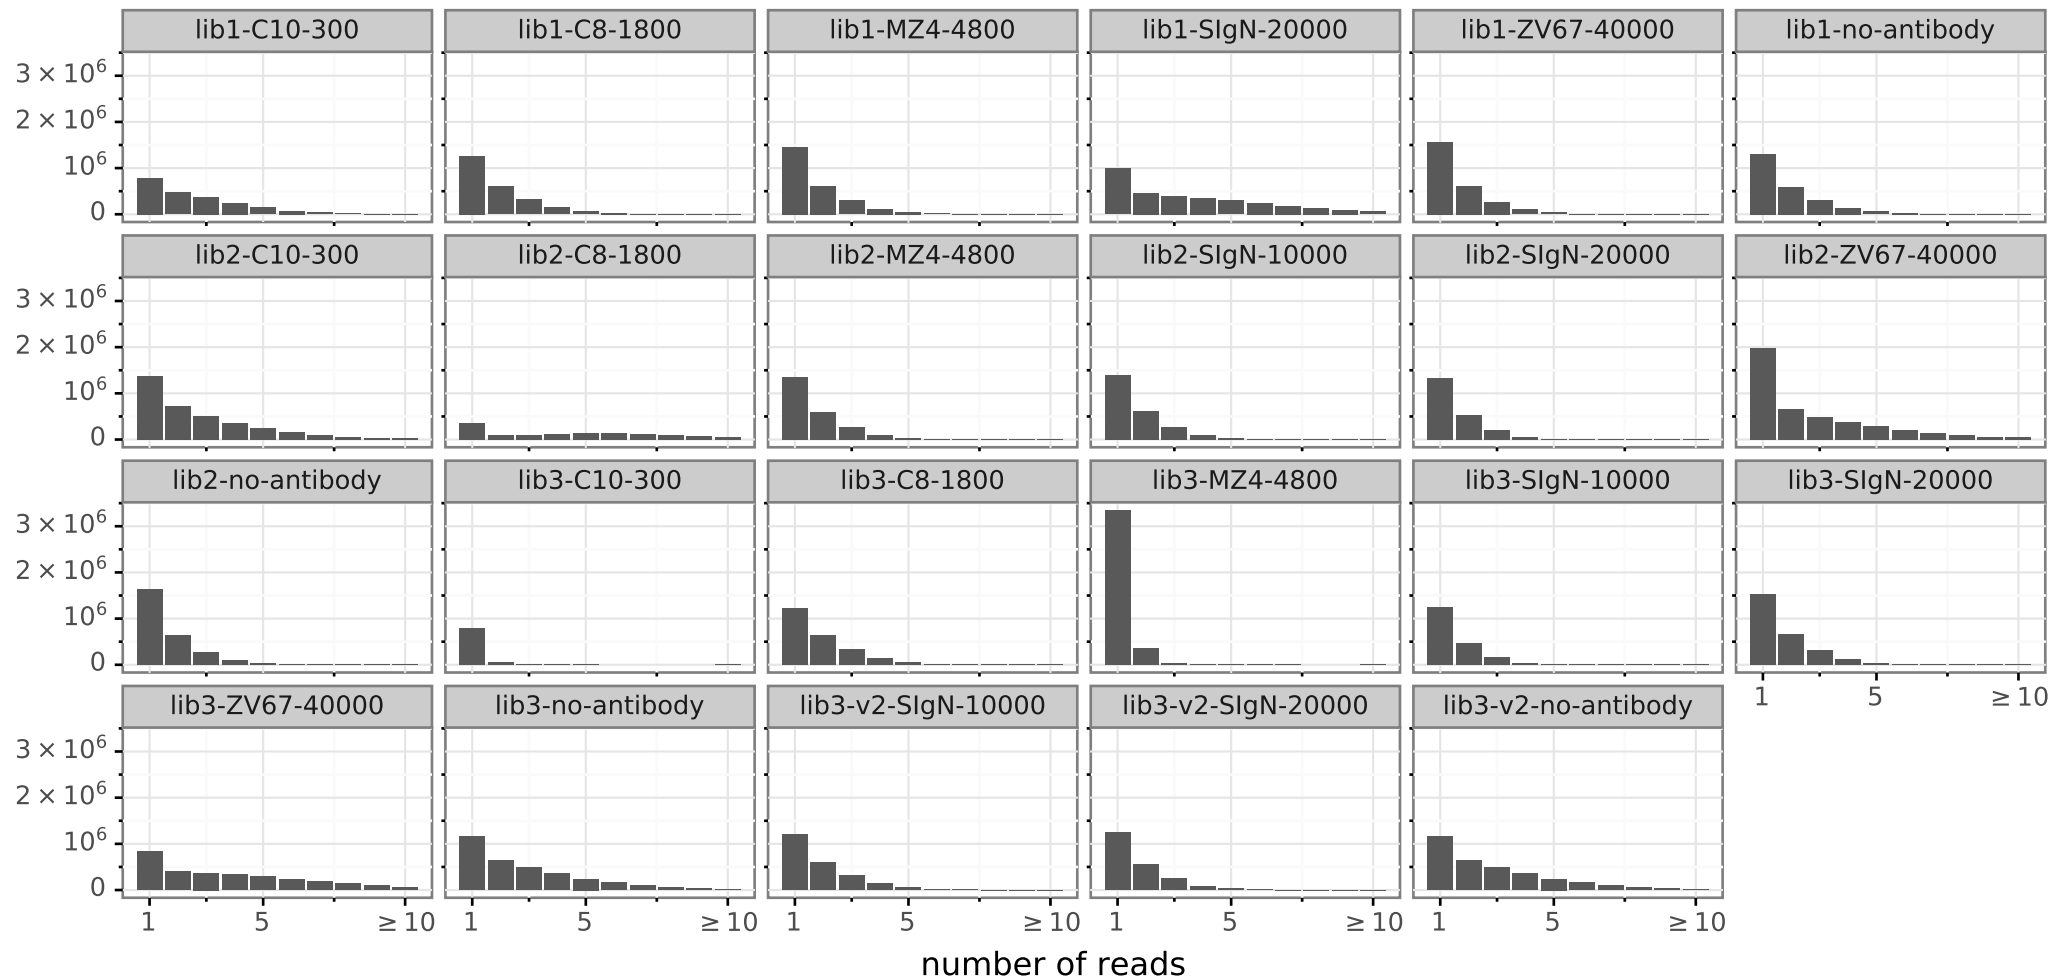 lib1-C10-300 lib1-C8-1800 lib1-MZ4-4800 lib1-SIgN-20000 lib1-ZV67-40000 lib1-no-antibody
3 × 10⁶
2 × 10⁶
10⁶
0
lib2-C10-300 lib2-C8-1800 lib2-MZ4-4800 lib2-SIgN-10000 lib2-SIgN-20000 lib2-ZV67-40000
3 × 10⁶
2 × 10⁶
10⁶
0
lib2-no-antibody lib3-C10-300 lib3-C8-1800 lib3-MZ4-4800 lib3-SIgN-10000 lib3-SIgN-20000
3 × 10⁶
2 × 10⁶
10⁶
0
1 5 ≥ 10
lib3-ZV67-40000 lib3-no-antibody lib3-v2-SIgN-10000 lib3-v2-SIgN-20000 lib3-v2-no-antibody
3 × 10⁶
2 × 10⁶
10⁶
0
1 5 ≥ 10 1 5 ≥ 10 1 5 ≥ 10 1 5 ≥ 10 1 5 ≥ 10
number of reads